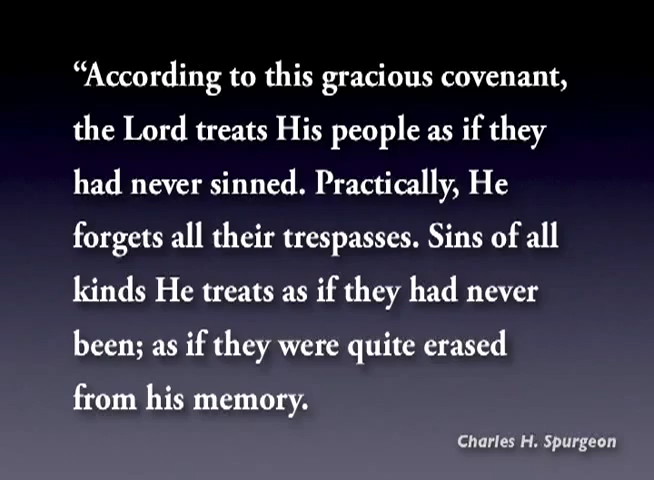 “According to this gracious covenant,
the Lord treats His people as if they
had never sinned. Practically, He
forgets all their trespasses. Sins of all
kinds He treats as if they had never
been; as if they were quite erased
from his memory.
Charles H. Spurgeon